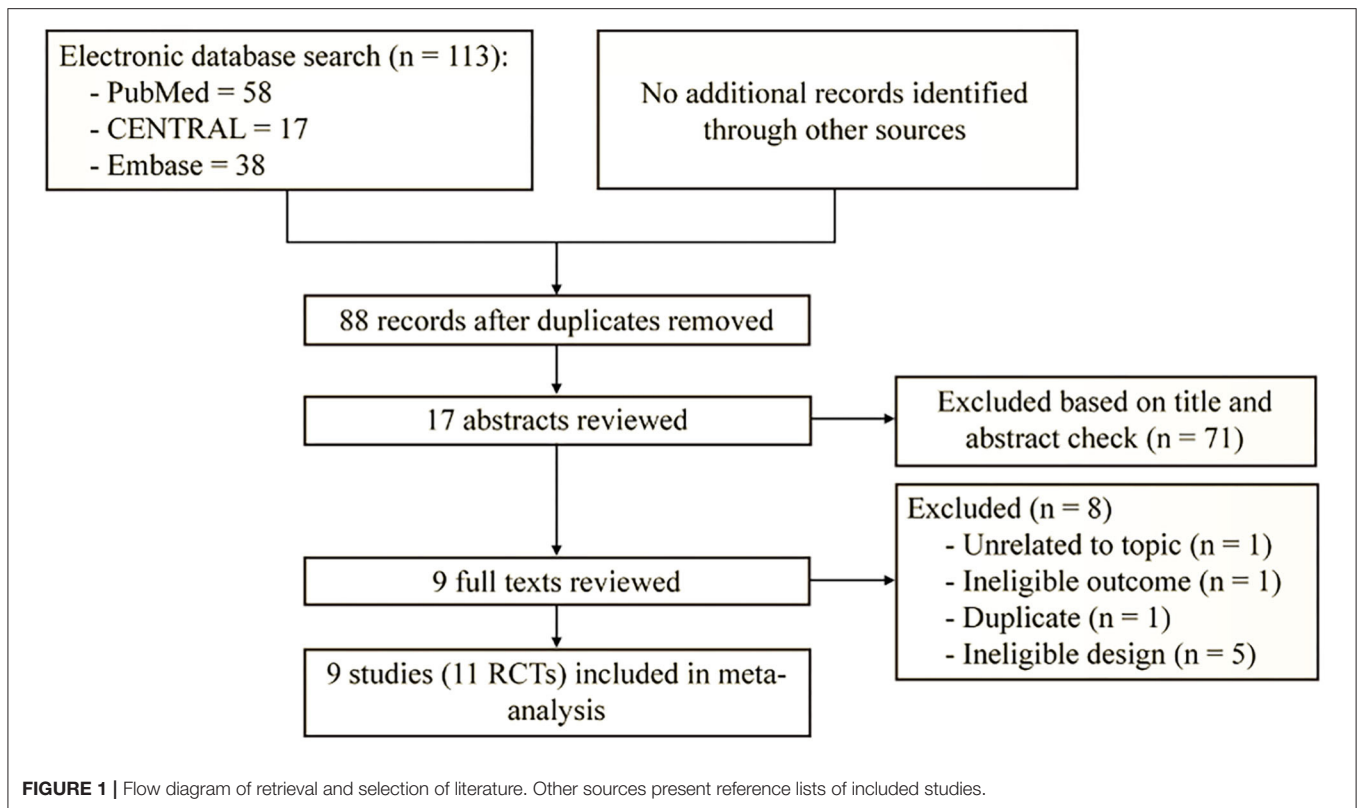 Electronic database search (n = 113):
- PubMed = 58
- CENTRAL = 17
- Embase = 38
No additional records identified
through other sources
88 records after duplicates removed
17 abstracts reviewed
Excluded based on title and
abstract check (n = 71)
Excluded (n = 8)
- Unrelated to topic (n = 1)
- Ineligible outcome (n = 1)
- Duplicate (n = 1)
- Ineligible design (n = 5)
9 full texts reviewed
9 studies (11 RCTs) included in meta-
analysis
FIGURE 1 | Flow diagram of retrieval and selection of literature. Other sources present reference lists of included studies.